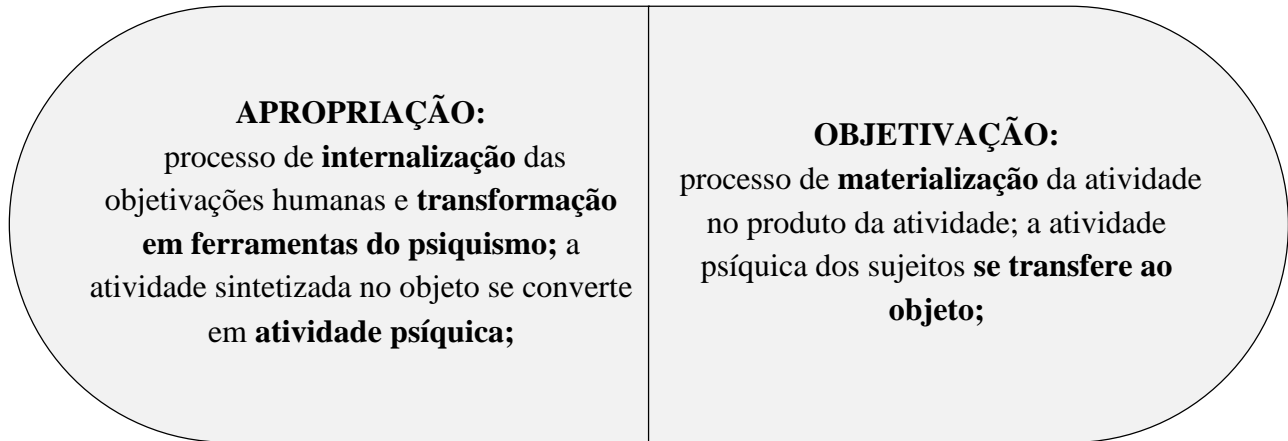 APROPRIAÇÃO:
processo de internalização das
objetivações humanas e transformação
em ferramentas do psiquismo; a
atividade sintetizada no objeto se converte
em atividade psíquica;
OBJETIVAÇÃO:
processo de materialização da atividade
no produto da atividade; a atividade
psíquica dos sujeitos se transfere ao
objeto;